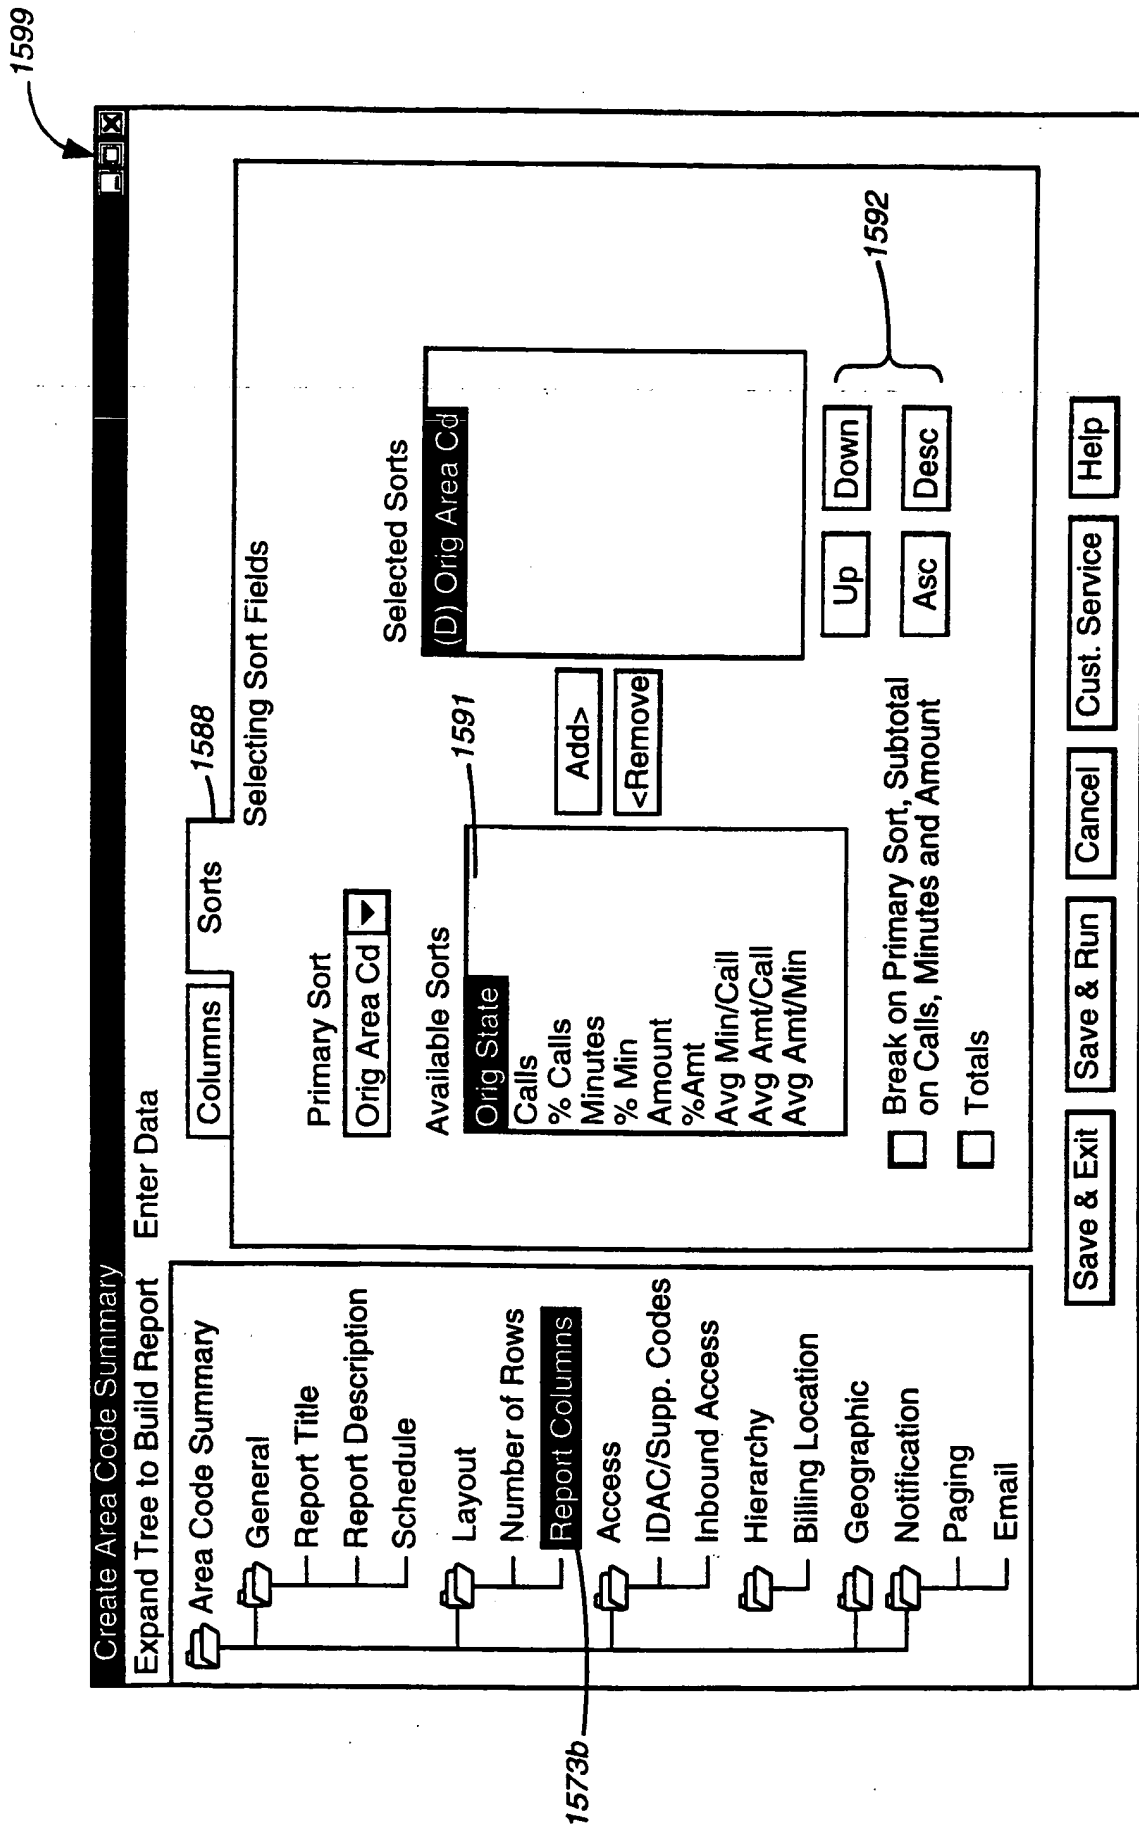 1599
Create Area Code Summary
Expand Tree to Build Report
Enter Data
Area Code Summary
General
Report Title
Report Description
Schedule
Layout
Number of Rows
Report Columns
1573b
Access
IDAC/Supp. Codes
Inbound Access
Hierarchy
Billing Location
Geographic
Notification
Paging
Email
Columns
Sorts
1588
Selecting Sort Fields
Primary Sort
Orig Area Cd
Available Sorts
1591
Orig State
Calls
% Calls
Minutes
% Min
Amount
%Amt
Avg Min/Call
Avg Amt/Call
Avg Amt/Min
Add>
<Remove
Selected Sorts
(D) Orig Area Cd
Up
Down
Asc
Desc
1592
Break on Primary Sort, Subtotal
on Calls, Minutes and Amount
Totals
Save & Exit
Save & Run
Cancel
Cust. Service
Help